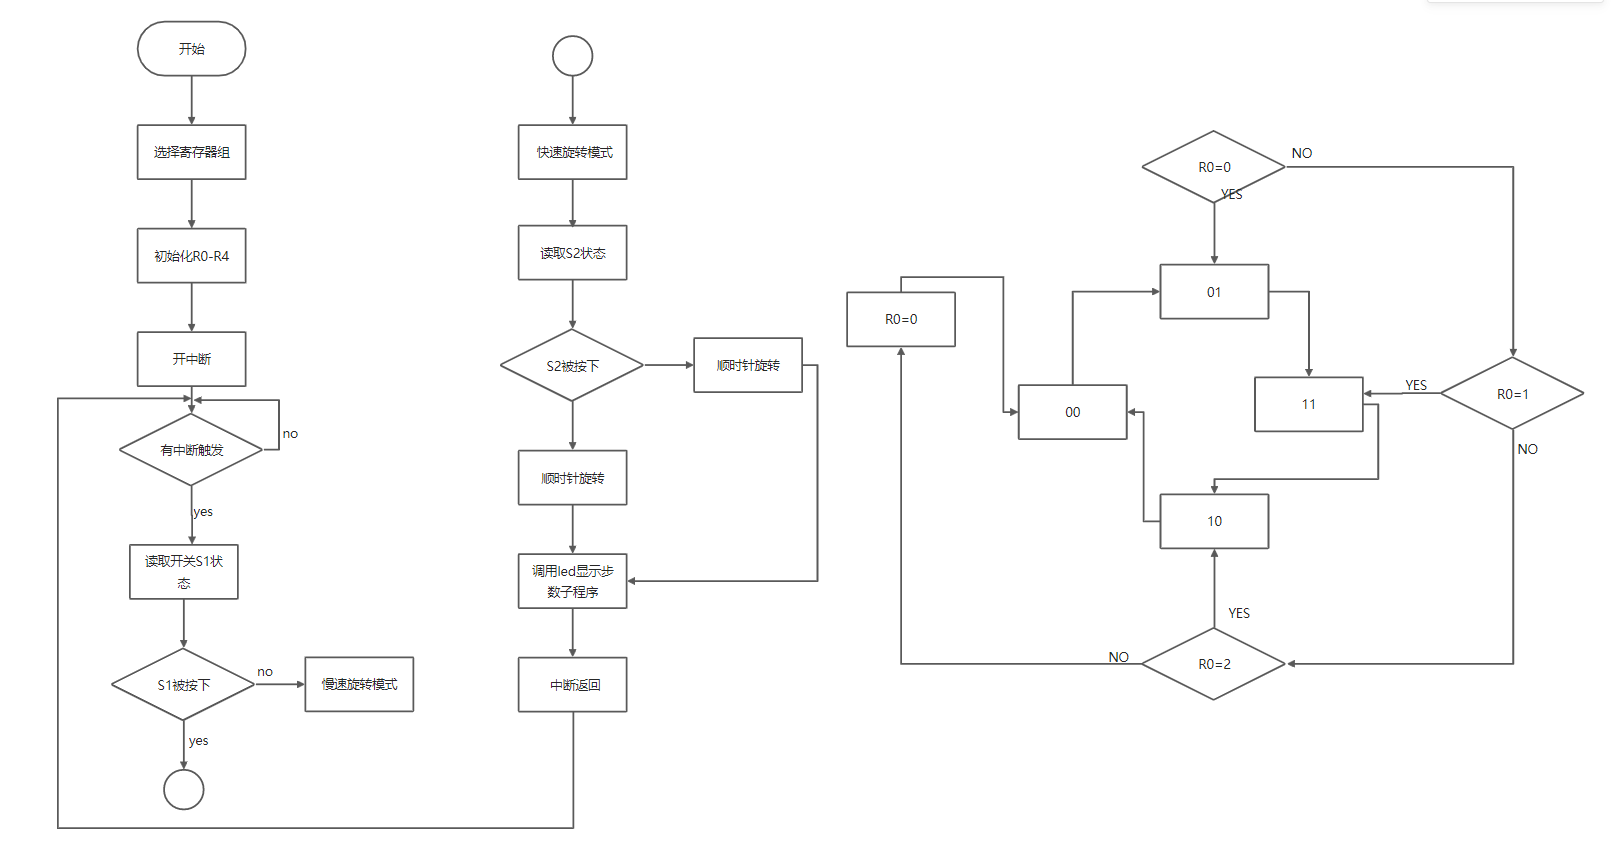 开始
选择寄存器组
初始化R0-R4
开中断
有中断触发
no
yes
读取开关S1状
态
S1被按下
no
慢速旋转模式
yes
快速旋转模式
读取S2状态
S2被按下
顺时针旋转
顺时针旋转
调用led显示步
数子程序
中断返回
R0=0
NO
YES
01
R0=0
00
11
YES
R0=1
NO
10
YES
NO
R0=2